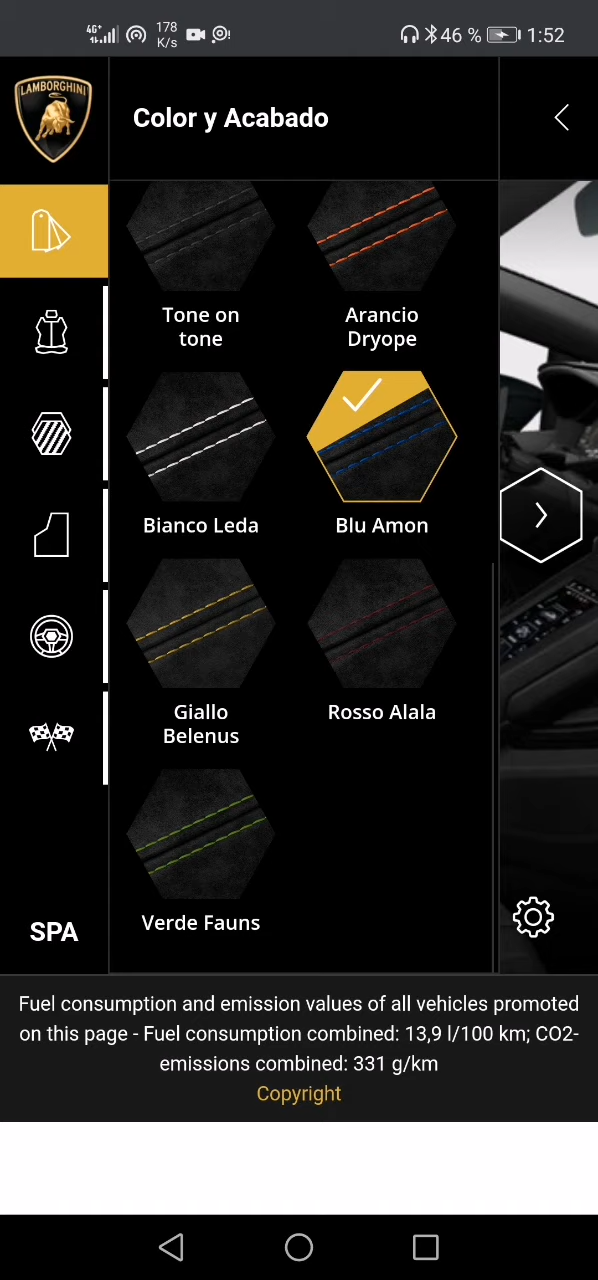 4G+
178
K/s
46 %
1:52
LAMBORGHINI
Color y Acabado
Tone on
tone
Arancio
Dryope
Bianco Leda
Blu Amon
Giallo
Belenus
Rosso Alala
Verde Fauns
SPA
Fuel consumption and emission values of all vehicles promoted
on this page - Fuel consumption combined: 13,9 l/100 km; CO2-
emissions combined: 331 g/km
Copyright